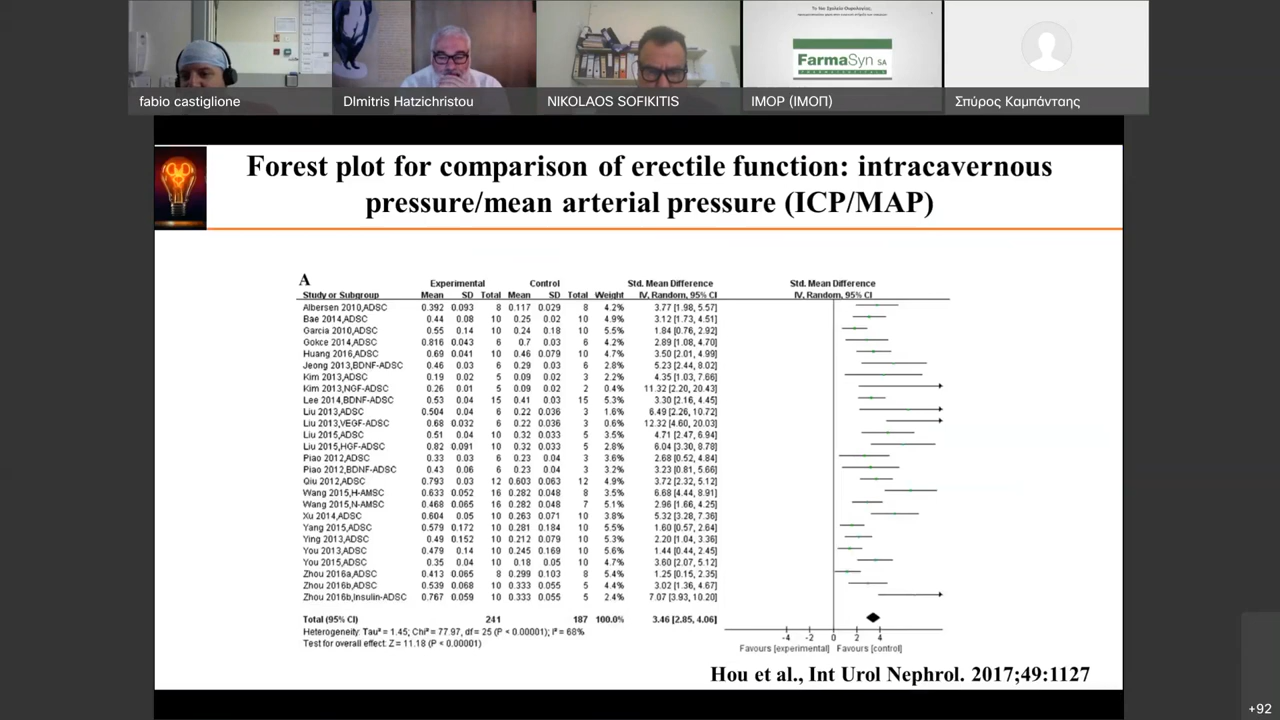 Το Νέο Σχολείο Ουρολογίας,
FarmaSyn SA
PHARMACEUTICALS
fabio castiglione
DImitris Hatzichristou
NIKOLAOS SOFIKITIS
IMOP (ΙΜΟΠ)
Σπύρος Καμπάνταης
Forest plot for comparison of erectile function: intracavernous
pressure/mean arterial pressure (ICP/MAP)
A
Experimental Control Std. Mean Difference Std. Mean Difference
Study or Subgroup Mean SD Total Mean SD Total Weight IV, Random, 95% CI IV, Random, 95% CI
Albersen 2010,ADSC 0.392 0.093 8 0.117 0.029 8 4.2% 3.77 [1.98, 5.57]
Bae 2014,ADSC 0.44 0.08 10 0.25 0.02 10 4.9% 3.12 [1.73, 4.51]
Garcia 2010,ADSC 0.55 0.14 10 0.24 0.18 10 5.5% 1.84 [0.76, 2.92]
Gokce 2014,ADSC 0.816 0.043 6 0.7 0.03 6 4.2% 2.89 [1.08, 4.70]
Huang 2016,ADSC 0.69 0.041 10 0.46 0.079 10 4.7% 3.50 [2.01, 4.99]
Jeong 2013,BDNF-ADSC 0.46 0.03 6 0.29 0.03 6 2.7% 5.23 [2.44, 8.02]
Kim 2013,ADSC 0.19 0.02 5 0.09 0.02 3 2.2% 4.35 [1.03, 7.66]
Kim 2013,NGF-ADSC 0.26 0.01 5 0.09 0.02 2 0.4% 11.32 [2.20, 20.43]
Lee 2014,BDNF-ADSC 0.53 0.04 15 0.41 0.03 15 5.4% 3.30 [2.16, 4.45]
Liu 2013,ADSC 0.504 0.04 6 0.22 0.036 3 1.6% 6.49 [2.26, 10.72]
Liu 2013,VEGF-ADSC 0.68 0.032 6 0.22 0.036 3 0.6% 12.32 [4.60, 20.03]
Liu 2015,ADSC 0.51 0.04 10 0.32 0.033 5 3.5% 4.71 [2.47, 6.94]
Liu 2015,HGF-ADSC 0.82 0.091 10 0.32 0.033 5 2.8% 6.04 [3.30, 8.78]
Piao 2012,ADSC 0.33 0.03 6 0.23 0.04 3 3.6% 2.68 [0.52, 4.84]
Piao 2012,BDNF-ADSC 0.43 0.06 6 0.23 0.04 3 3.2% 3.23 [0.81, 5.66]
Qiu 2012,ADSC 0.793 0.03 12 0.603 0.063 12 4.9% 3.72 [2.32, 5.12]
Wang 2015,H-AMSC 0.633 0.052 16 0.282 0.048 8 3.5% 6.68 [4.44, 8.91]
Wang 2015,N-AMSC 0.468 0.065 16 0.282 0.048 7 5.1% 2.96 [1.66, 4.25]
Xu 2014,ADSC 0.604 0.05 10 0.263 0.071 10 3.8% 5.32 [3.28, 7.36]
Yang 2015,ADSC 0.579 0.172 10 0.281 0.184 10 5.5% 1.60 [0.57, 2.64]
Ying 2013,ADSC 0.49 0.152 10 0.212 0.079 10 5.3% 2.20 [1.04, 3.36]
You 2013,ADSC 0.479 0.14 10 0.245 0.169 10 5.6% 1.44 [0.44, 2.45]
You 2015,ADSC 0.35 0.04 10 0.18 0.05 10 4.7% 3.60 [2.07, 5.12]
Zhou 2016a,ADSC 0.413 0.065 8 0.299 0.103 8 5.4% 1.25 [0.15, 2.35]
Zhou 2016b,ADSC 0.539 0.068 10 0.333 0.055 5 4.4% 3.02 [1.36, 4.67]
Zhou 2016b,Insulin-ADSC 0.767 0.059 10 0.333 0.055 5 2.4% 7.07 [3.93, 10.20]
Total (95% CI) 241 187 100.0% 3.46 [2.85, 4.06]
Heterogeneity: Tau² = 1.45; Chi² = 77.97, df = 25 (P < 0.00001); I² = 68%
Test for overall effect: Z = 11.18 (P < 0.00001)
-4 -2 0 2 4
Favours [experimental] Favours [control]
Hou et al., Int Urol Nephrol. 2017;49:1127
+92